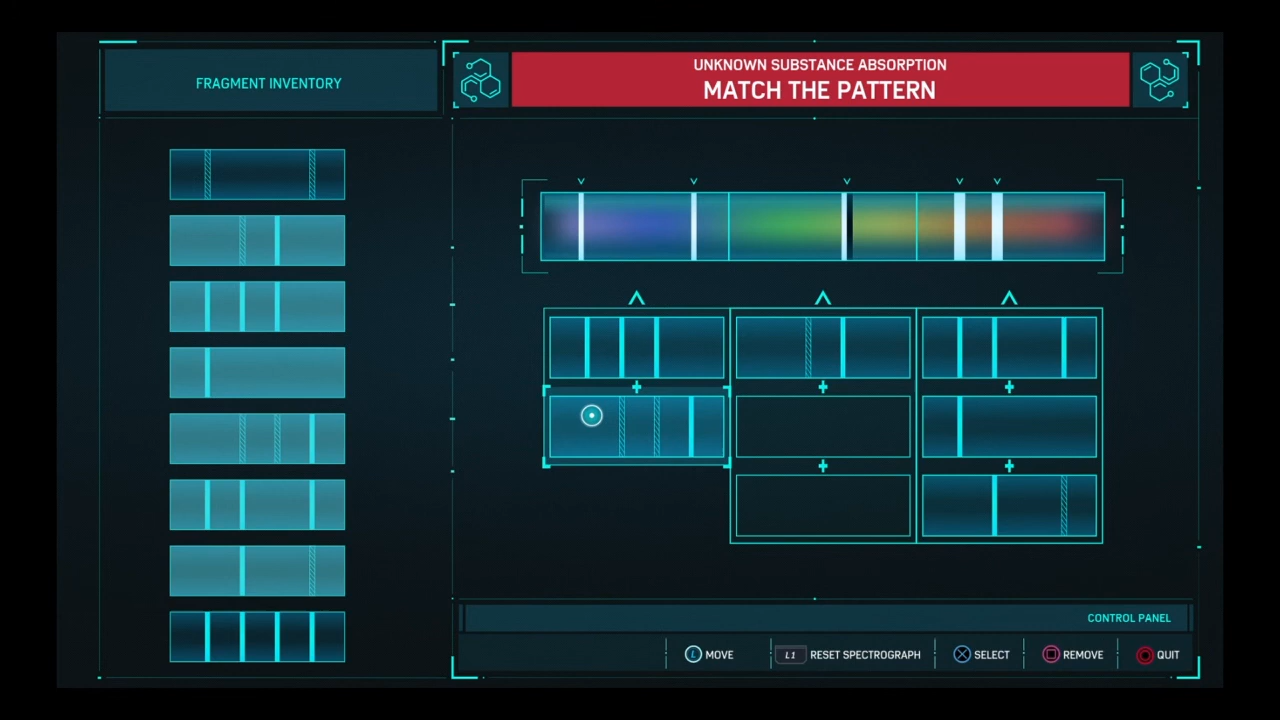 FRAGMENT INVENTORY
UNKNOWN SUBSTANCE ABSORPTION
MATCH THE PATTERN
CONTROL PANEL
L MOVE
L1 RESET SPECTROGRAPH
SELECT
REMOVE
QUIT